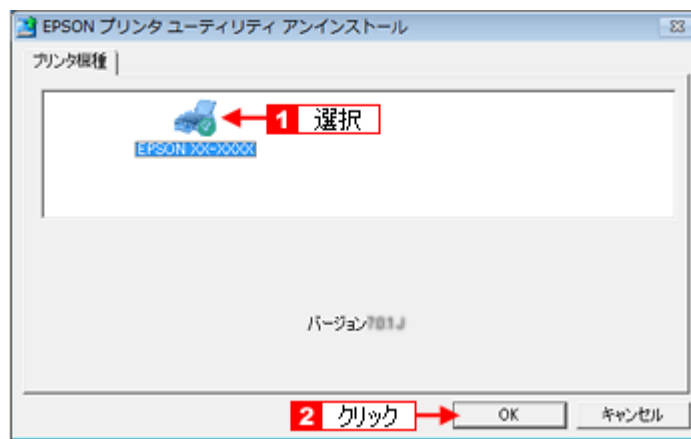 EPSON プリンタ ユーティリティ アンインストール
プリンタ機種
1 選択
EPSON XX-XXXX
バージョン
2 クリック
OK
キャンセル